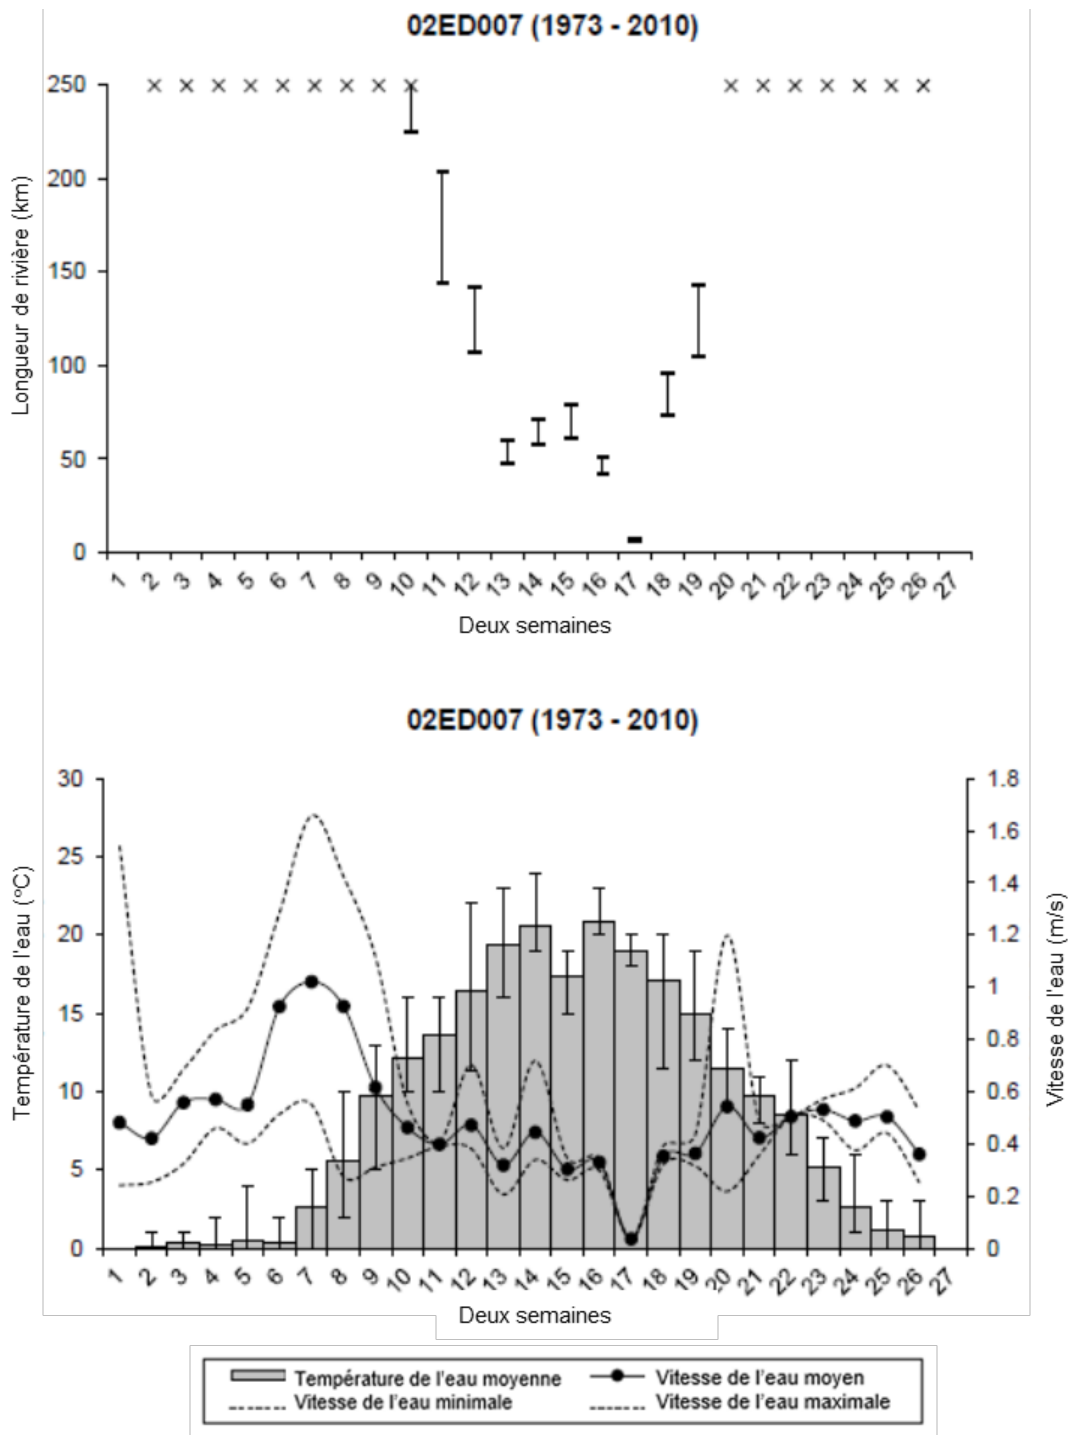 02ED007 (1973 - 2010)
250
200
150
100
50
0
Longueur de rivière (km)
1 2 3 4 5 6 7 8 9 10 11 12 13 14 15 16 17 18 19 20 21 22 23 24 25 26 27
Deux semaines
02ED007 (1973 - 2010)
30
25
20
15
10
5
0
Température de l'eau (°C)
1.8
1.6
1.4
1.2
1
0.8
0.6
0.4
0.2
0
Vitesse de l'eau (m/s)
1 2 3 4 5 6 7 8 9 10 11 12 13 14 15 16 17 18 19 20 21 22 23 24 25 26 27
Deux semaines
Température de l'eau moyenne
Vitesse de l'eau moyen
Vitesse de l'eau minimale
Vitesse de l'eau maximale